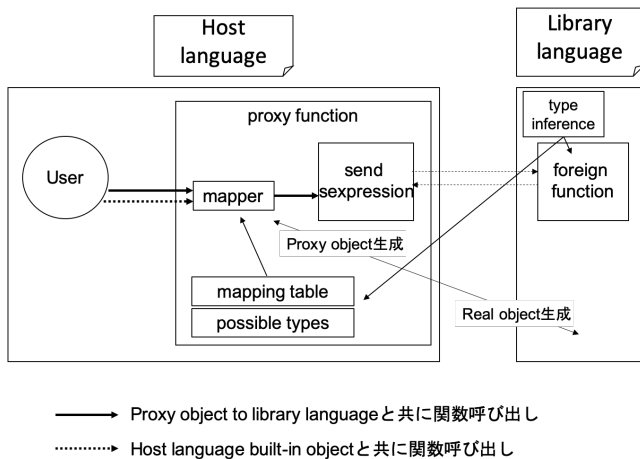 Host
language
Library
language
proxy function
type
inference
User
mapper
send
sexpression
foreign
function
Proxy object生成
mapping table
possible types
Real object生成
Proxy object to library languageと共に関数呼び出し
Host language built-in objectと共に関数呼び出し